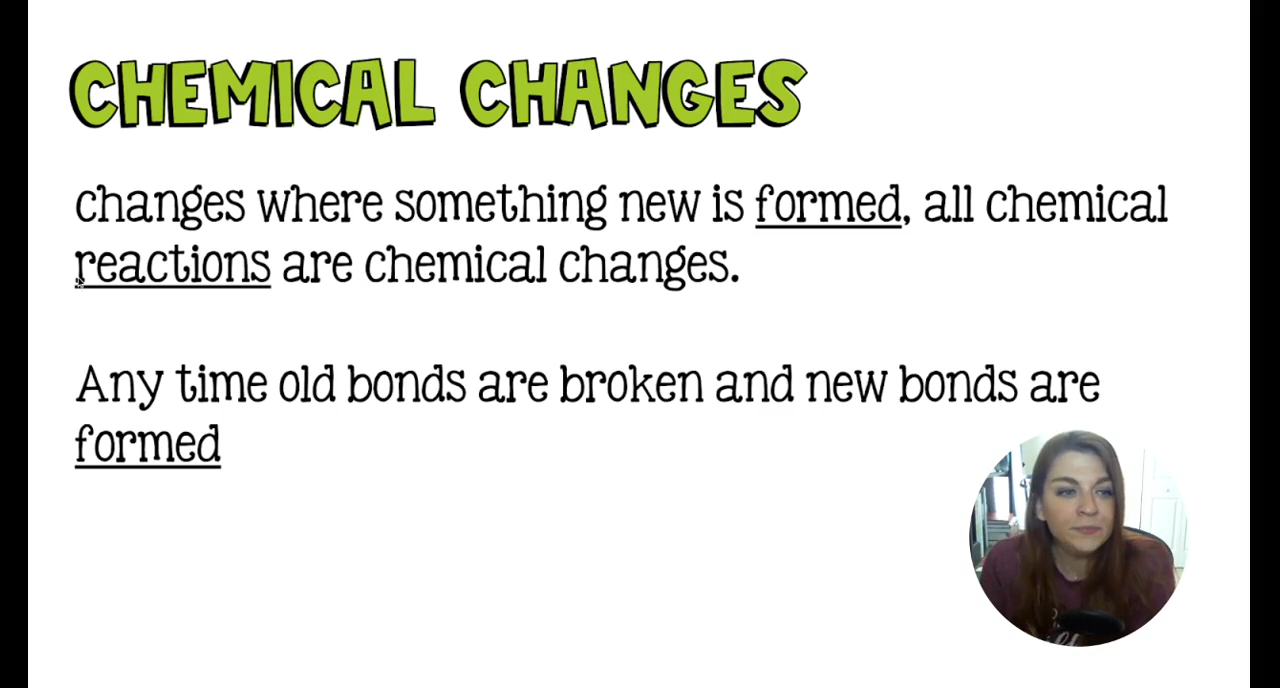 CHEMICAL CHANGES
changes where something new is formed, all chemical
reactions are chemical changes.
Any time old bonds are broken and new bonds are
formed